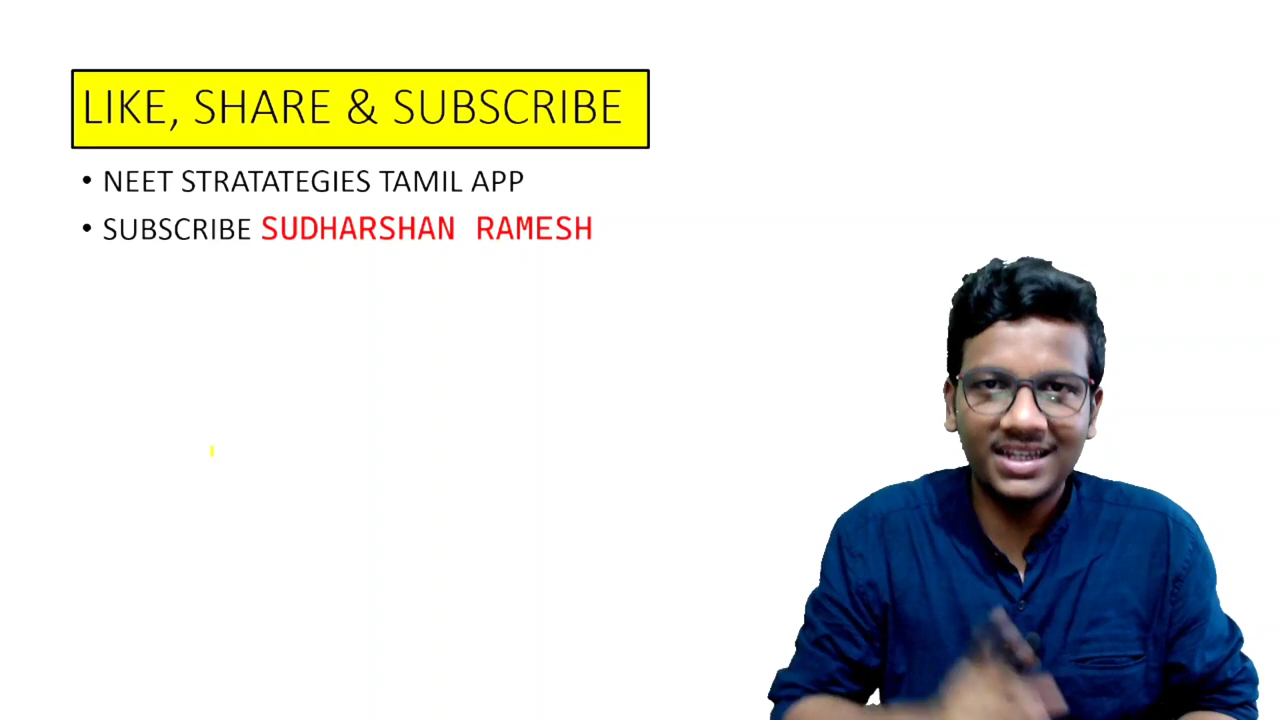 LIKE, SHARE & SUBSCRIBE
• NEET STRATATEGIES TAMIL APP
• SUBSCRIBE SUDHARSHAN RAMESH